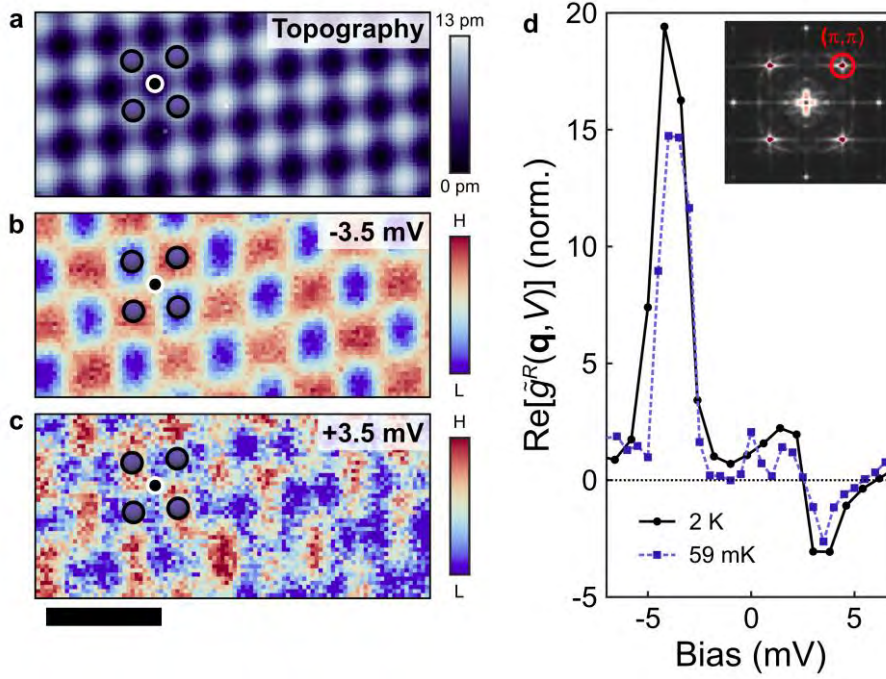 a
Topography
13 pm
0 pm
b
-3.5 mV
H
L
c
+3.5 mV
H
L
d
Re[g̃ᴿ(q, V)] (norm.)
20
15
10
5
0
-5
(π,π)
2 K
59 mK
-5
0
5
Bias (mV)